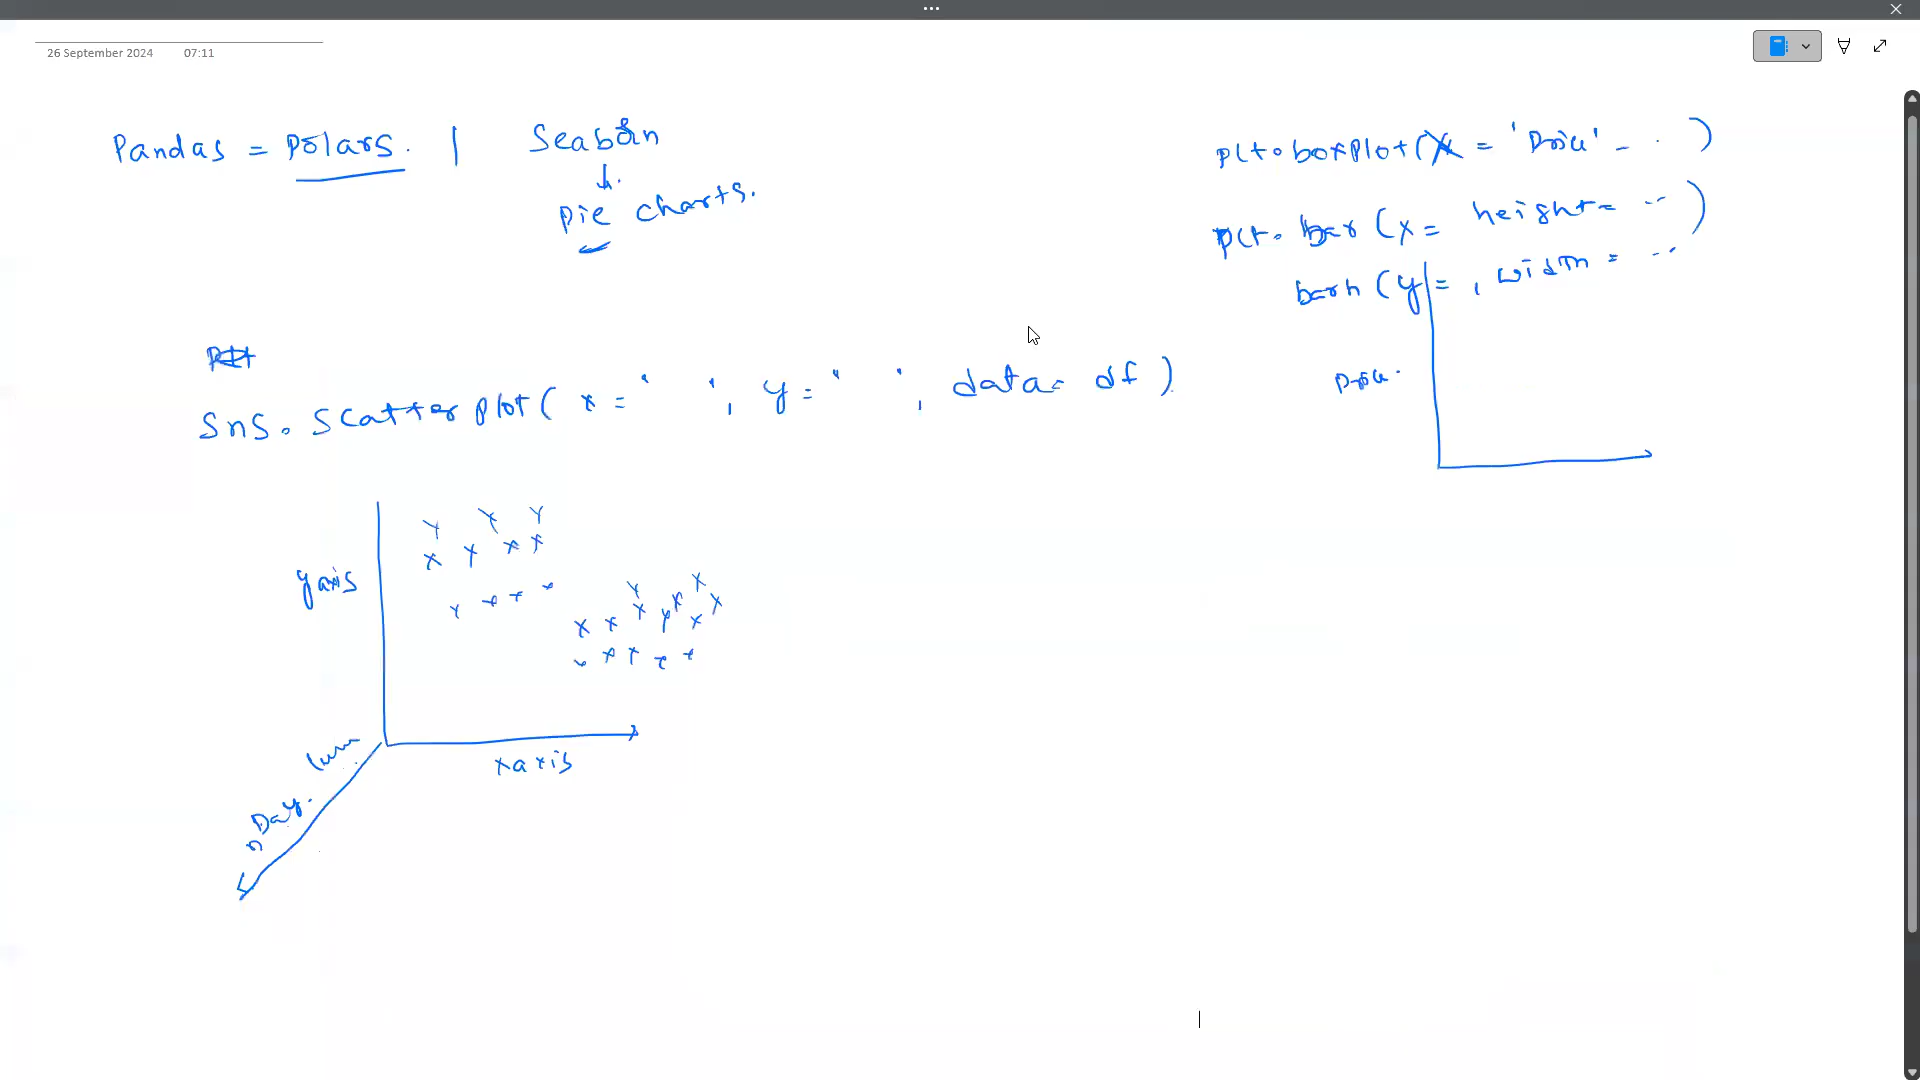 26 September 2024 07:11
Pandas = Polars. | Seaborn
Pie charts.
plt.boxplot(x = 'Price' - . )
plt. bar (x = height = -- )
barh (y = , width = --
Price.
sns. scatterplot( x = ' ', y = ' ', data = df )
y axis
x axis
Day.